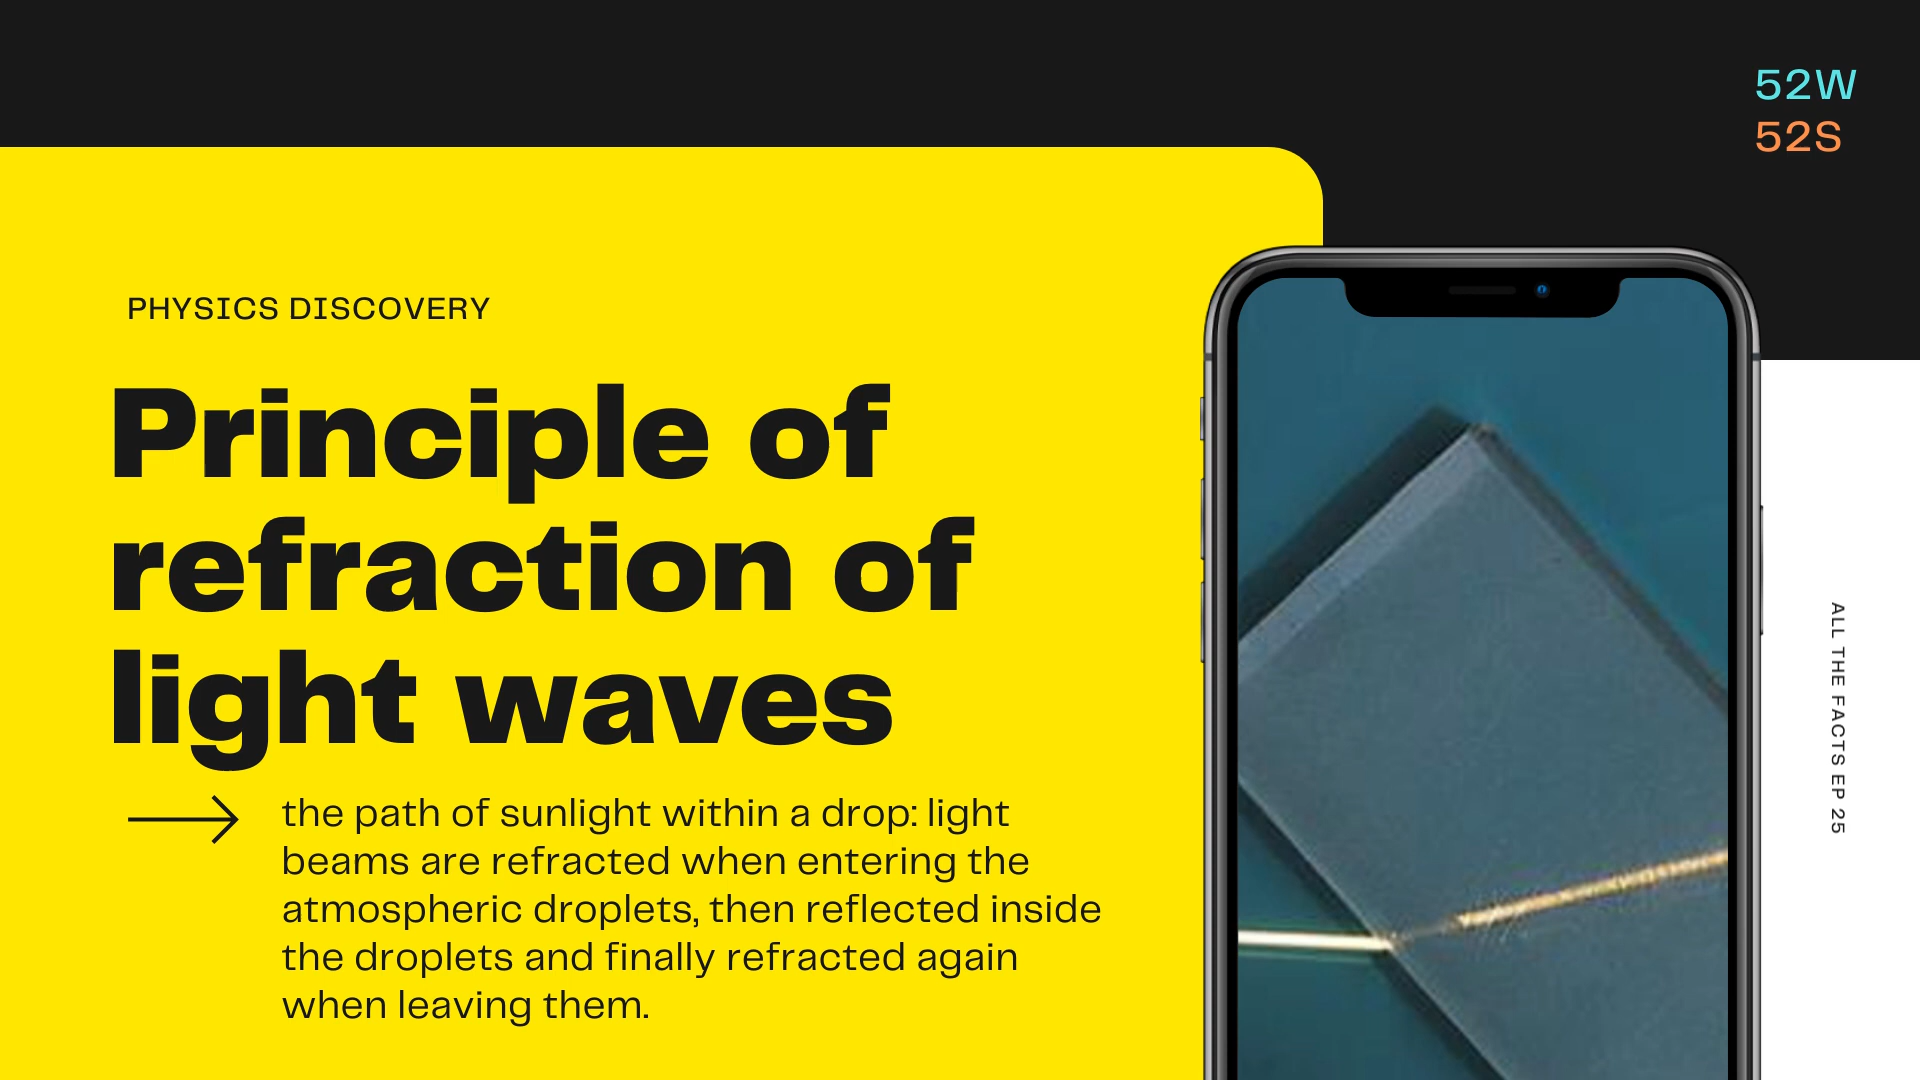 52W
52S
PHYSICS DISCOVERY
Principle of
refraction of
light waves
the path of sunlight within a drop: light
beams are refracted when entering the
atmospheric droplets, then reflected inside
the droplets and finally refracted again
when leaving them.
ALL THE FACTS EP 25